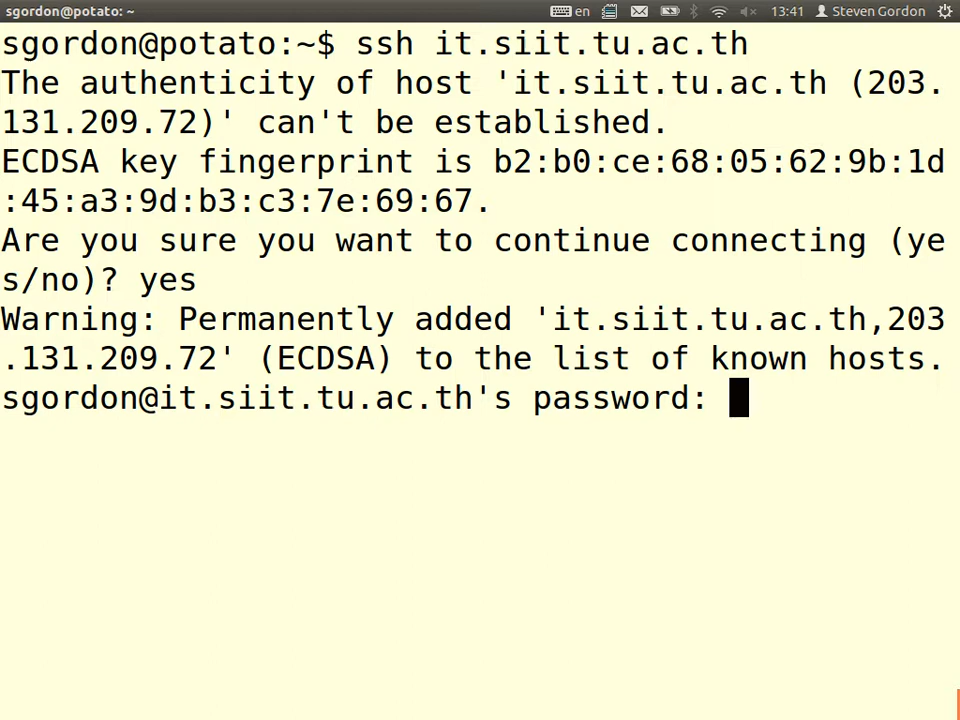 sgordon@potato: ~ en 13:41 Steven Gordon
sgordon@potato:~$ ssh it.siit.tu.ac.th
The authenticity of host 'it.siit.tu.ac.th (203.
131.209.72)' can't be established.
ECDSA key fingerprint is b2:b0:ce:68:05:62:9b:1d
:45:a3:9d:b3:c3:7e:69:67.
Are you sure you want to continue connecting (ye
s/no)? yes
Warning: Permanently added 'it.siit.tu.ac.th,203
.131.209.72' (ECDSA) to the list of known hosts.
sgordon@it.siit.tu.ac.th's password: